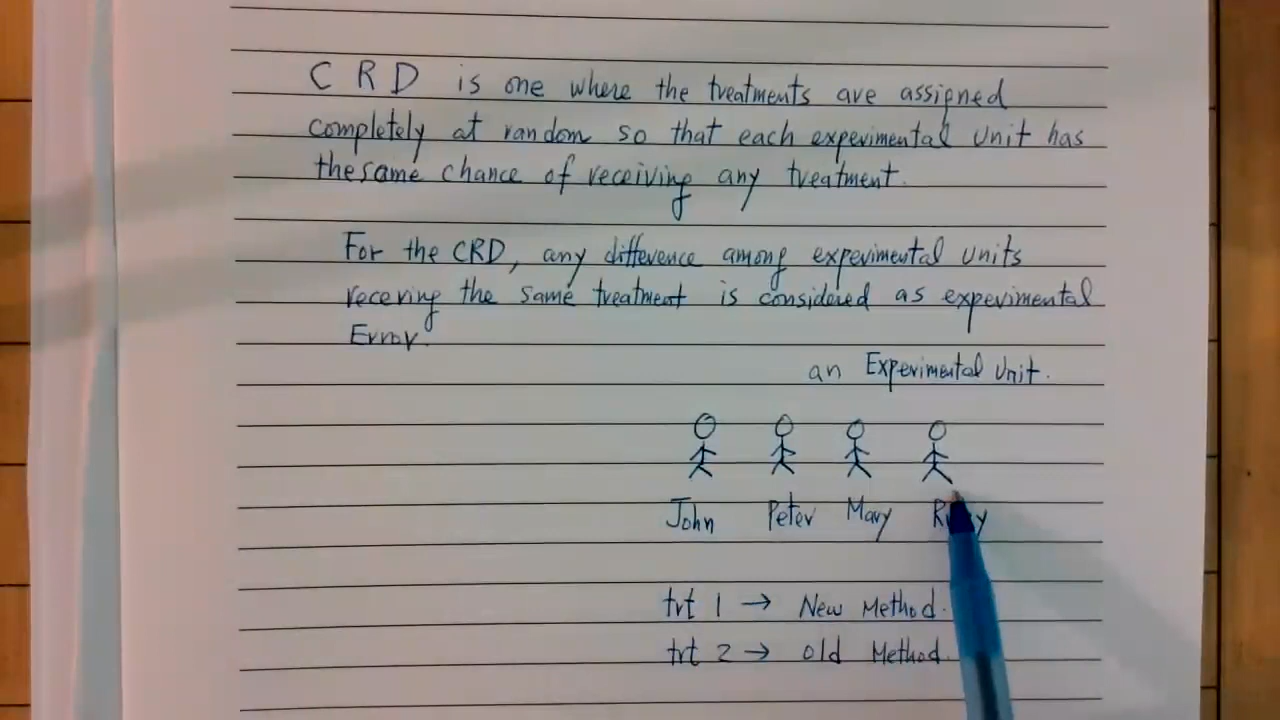 CRD is one where the treatments are assigned
completely at random so that each experimental Unit has
the same chance of receiving any treatment.
For the CRD, any difference among experimental units
receving the same treatment is considered as experimental
Error.
an Experimental Unit.
John Peter Mary
trt 1 → New Method.
trt 2 → Old Method.